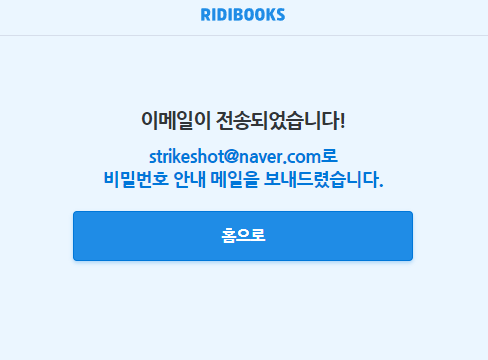 RIDIBOOKS
이메일이 전송되었습니다!
strikeshot@naver.com로
비밀번호 안내 메일을 보내드렸습니다.
홈으로